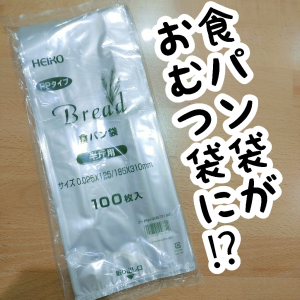 食パン袋が
おむつ袋に!?
HEIKO
PPタイプ
Bread
食パン袋
半斤用
サイズ 0.025×125/185×310mm
100枚入